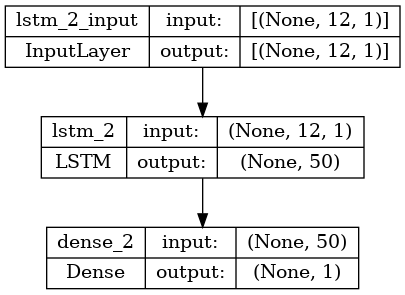 lstm_2_input input: [(None, 12, 1)]
InputLayer output: [(None, 12, 1)]
lstm_2 input: (None, 12, 1)
LSTM output: (None, 50)
dense_2 input: (None, 50)
Dense output: (None, 1)